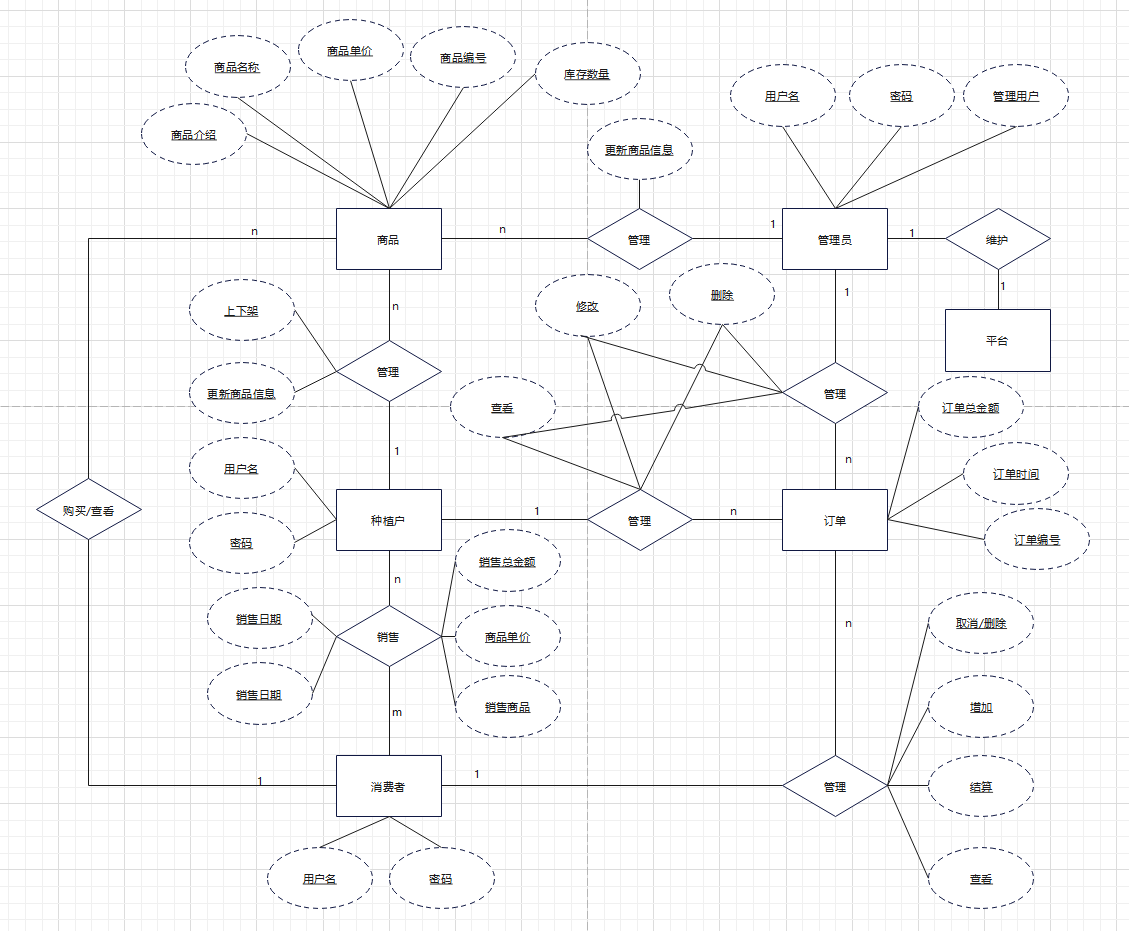 商品名称
商品单价
商品编号
库存数量
商品介绍
用户名
密码
管理用户
更新商品信息
n
商品
n
管理
1
管理员
1
维护
1
平台
n
上下架
更新商品信息
管理
修改
删除
1
查看
管理
订单总金额
订单时间
订单编号
1
n
用户名
密码
种植户
1
管理
n
订单
购买/查看
n
销售总金额
商品单价
销售商品
销售日期
销售日期
销售
m
n
取消/删除
增加
结算
查看
1
消费者
1
管理
用户名
密码